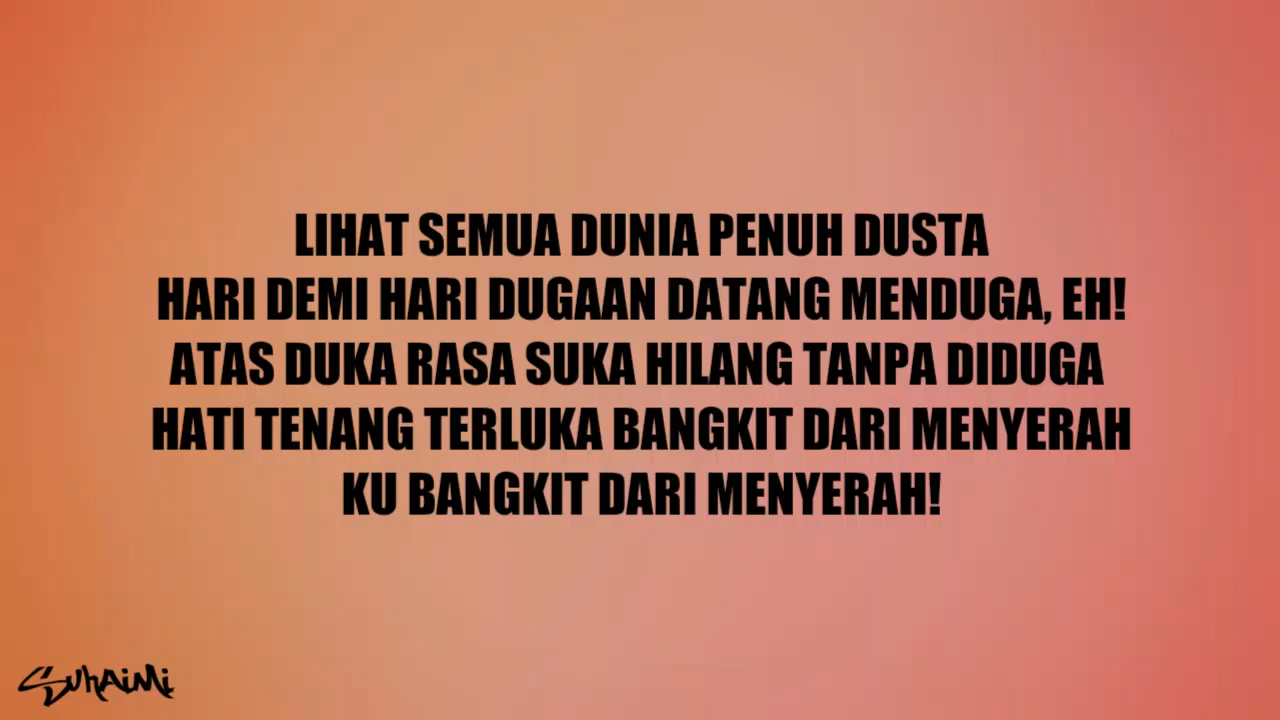 LIHAT SEMUA DUNIA PENUH DUSTA
HARI DEMI HARI DUGAAN DATANG MENDUGA, EH!
ATAS DUKA RASA SUKA HILANG TANPA DIDUGA
HATI TENANG TERLUKA BANGKIT DARI MENYERAH
KU BANGKIT DARI MENYERAH!
SUHAIMI